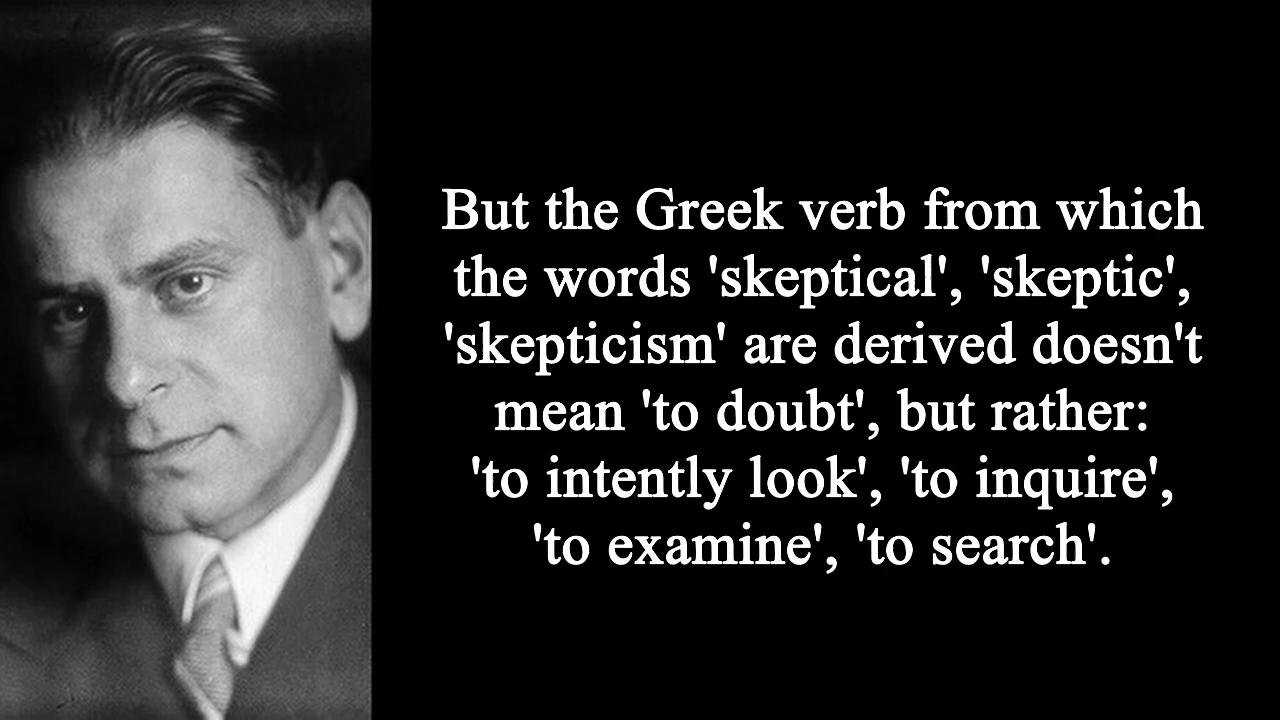 But the Greek verb from which
the words 'skeptical', 'skeptic',
'skepticism' are derived doesn't
mean 'to doubt', but rather:
'to intently look', 'to inquire',
'to examine', 'to search'.